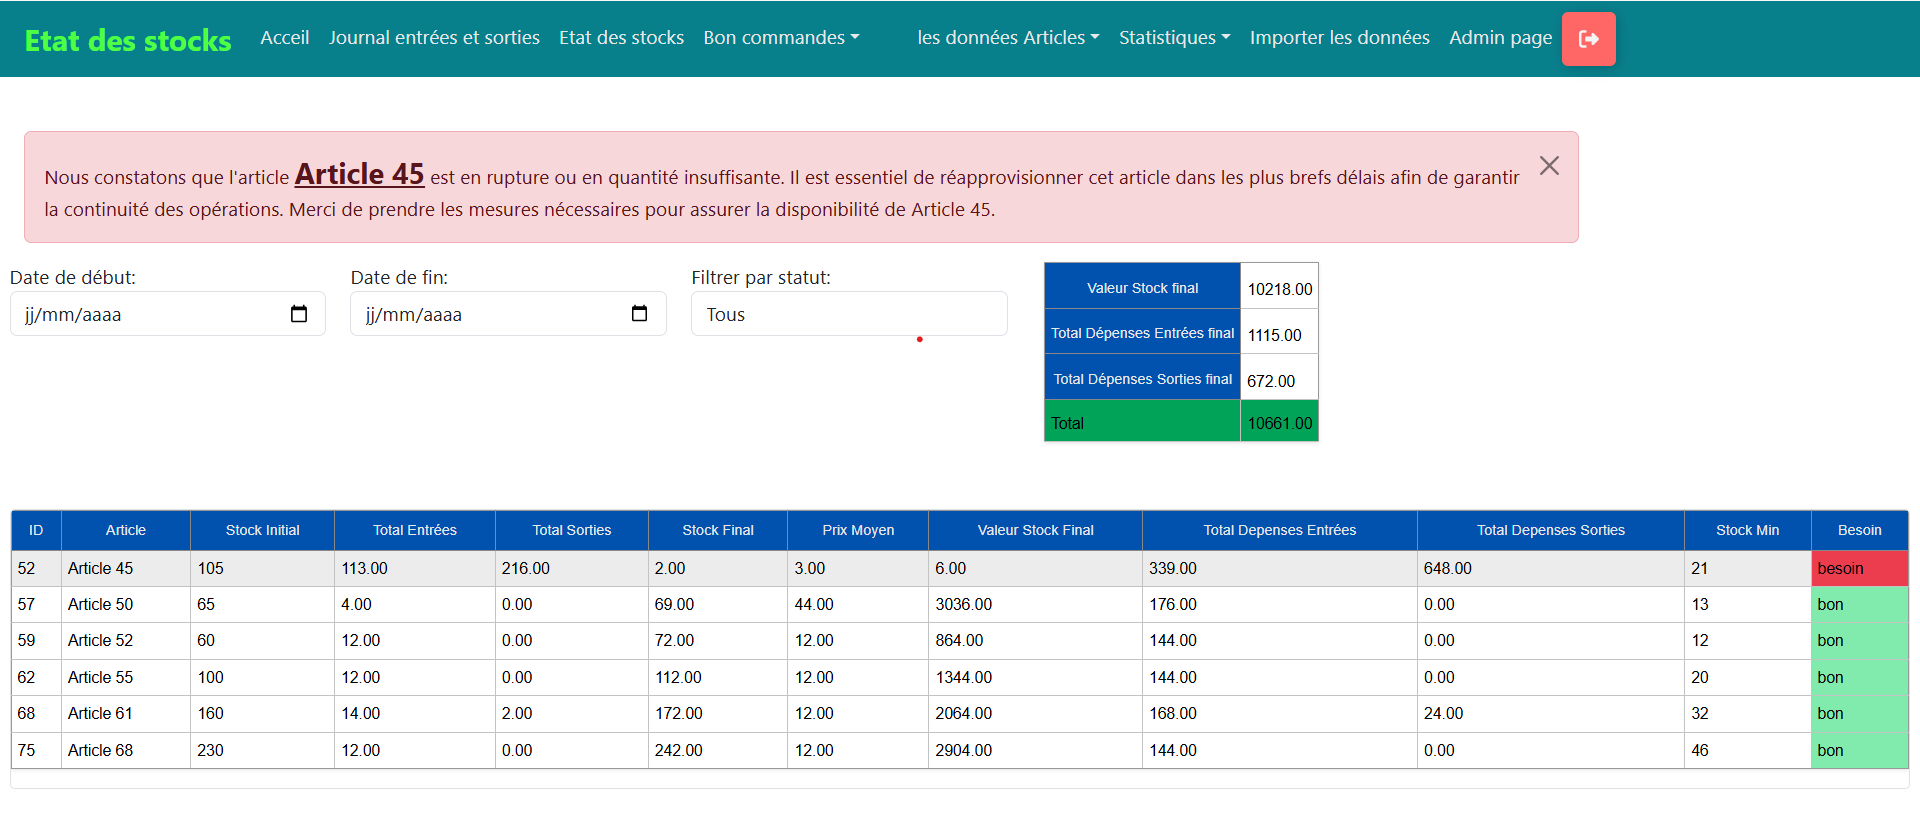 Etat des stocks Acceil Journal entrées et sorties Etat des stocks Bon commandes les données Articles Statistiques Importer les données Admin page
Nous constatons que l'article Article 45 est en rupture ou en quantité insuffisante. Il est essentiel de réapprovisionner cet article dans les plus brefs délais afin de garantir
la continuité des opérations. Merci de prendre les mesures nécessaires pour assurer la disponibilité de Article 45.
Date de début: Date de fin: Filtrer par statut:
jj/mm/aaaa jj/mm/aaaa Tous
Valeur Stock final 10218.00
Total Dépenses Entrées final 1115.00
Total Dépenses Sorties final 672.00
Total 10661.00
ID Article Stock Initial Total Entrées Total Sorties Stock Final Prix Moyen Valeur Stock Final Total Depenses Entrées Total Depenses Sorties Stock Min Besoin
52 Article 45 105 113.00 216.00 2.00 3.00 6.00 339.00 648.00 21 besoin
57 Article 50 65 4.00 0.00 69.00 44.00 3036.00 176.00 0.00 13 bon
59 Article 52 60 12.00 0.00 72.00 12.00 864.00 144.00 0.00 12 bon
62 Article 55 100 12.00 0.00 112.00 12.00 1344.00 144.00 0.00 20 bon
68 Article 61 160 14.00 2.00 172.00 12.00 2064.00 168.00 24.00 32 bon
75 Article 68 230 12.00 0.00 242.00 12.00 2904.00 144.00 0.00 46 bon